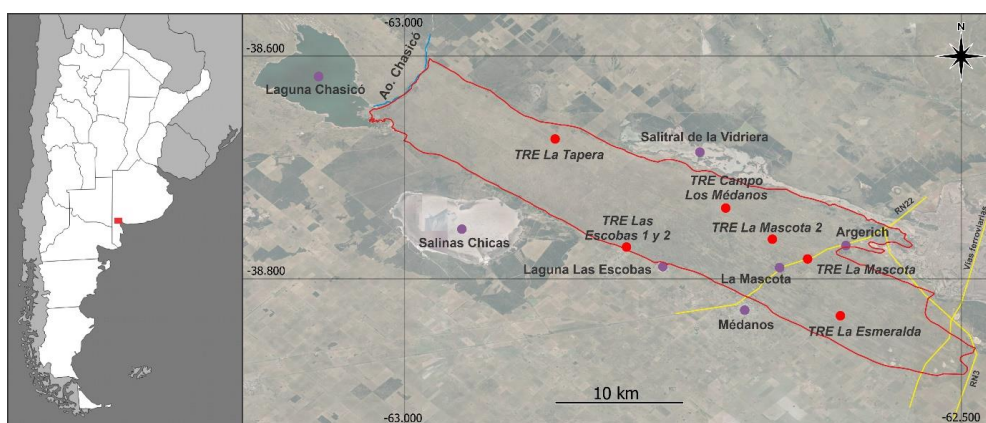 -63.000
-38.600
Ao. Chasicó
Laguna Chasicó
Salitral de la Vidriera
TRE La Tapera
TRE Campo
Los Médanos
RN22
TRE Las
Escobas 1 y 2
TRE La Mascota 2
Argerich
Vías ferroviarias
Salinas Chicas
-38.800
Laguna Las Escobas
La Mascota
TRE La Mascota
Médanos
TRE La Esmeralda
RN3
10 km
-63.000
-62.500